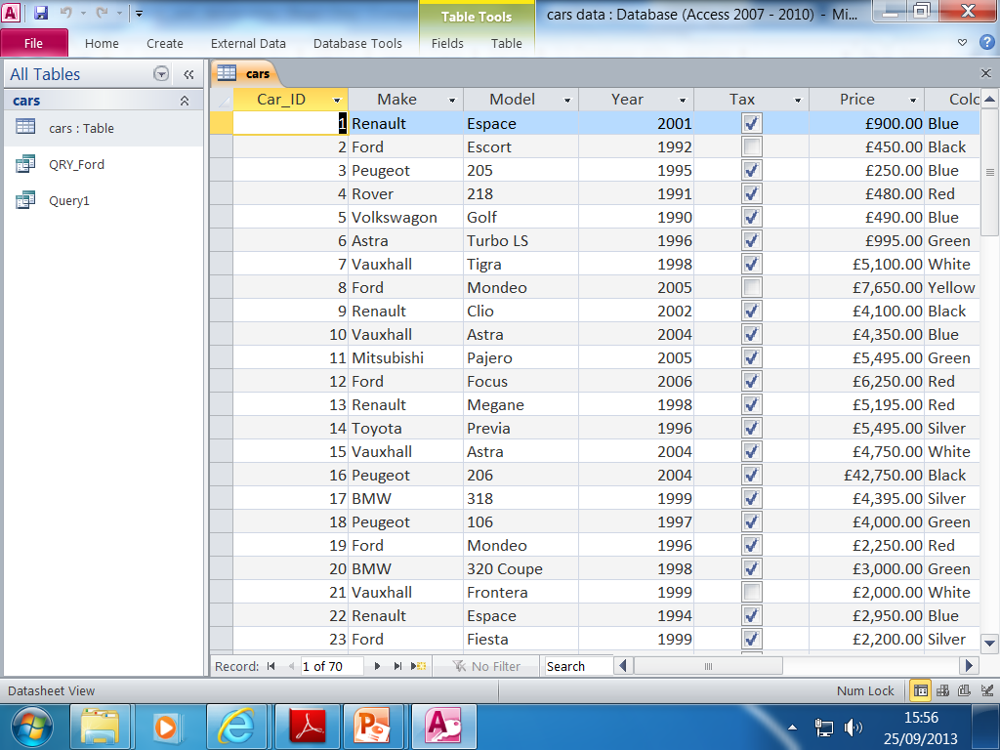 Table Tools
cars data : Database (Access 2007 - 2010) - Mi...
File Home Create External Data Database Tools Fields Table
All Tables
cars
cars : Table
QRY_Ford
Query1
cars
Car_ID Make Model Year Tax Price Colo
1 Renault Espace 2001 £900.00 Blue
2 Ford Escort 1992 £450.00 Black
3 Peugeot 205 1995 £250.00 Blue
4 Rover 218 1991 £480.00 Red
5 Volkswagon Golf 1990 £490.00 Blue
6 Astra Turbo LS 1996 £995.00 Green
7 Vauxhall Tigra 1998 £5,100.00 White
8 Ford Mondeo 2005 £7,650.00 Yellow
9 Renault Clio 2002 £4,100.00 Black
10 Vauxhall Astra 2004 £4,350.00 Blue
11 Mitsubishi Pajero 2005 £5,495.00 Green
12 Ford Focus 2006 £6,250.00 Red
13 Renault Megane 1998 £5,195.00 Red
14 Toyota Previa 1996 £5,495.00 Silver
15 Vauxhall Astra 2004 £4,750.00 White
16 Peugeot 206 2004 £42,750.00 Black
17 BMW 318 1999 £4,395.00 Silver
18 Peugeot 106 1997 £4,000.00 Green
19 Ford Mondeo 1996 £2,250.00 Red
20 BMW 320 Coupe 1998 £3,000.00 Green
21 Vauxhall Frontera 1999 £2,000.00 White
22 Renault Espace 1994 £2,950.00 Blue
23 Ford Fiesta 1999 £2,200.00 Silver
Record: 1 of 70 No Filter Search
Datasheet View Num Lock
15:56
25/09/2013